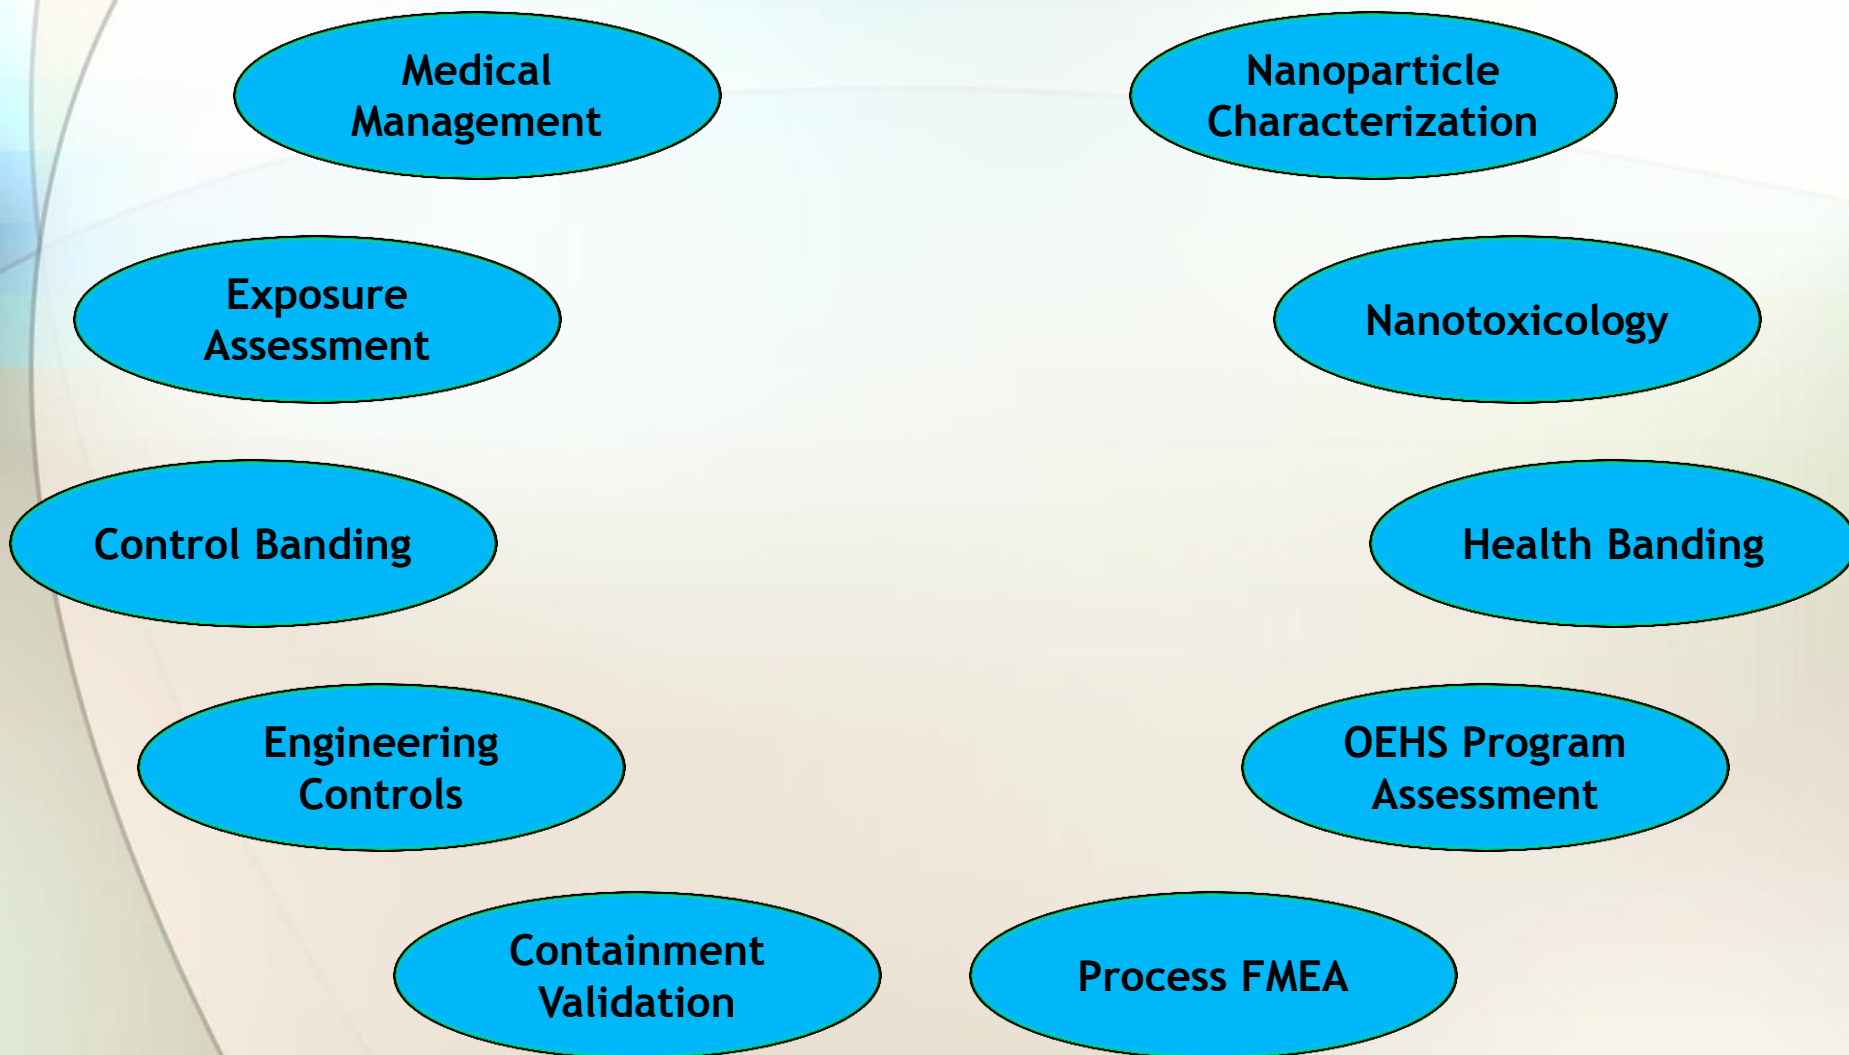 Medical
Management
Nanoparticle
Characterization
Exposure
Assessment
Nanotoxicology
Control Banding
Health Banding
Engineering
Controls
OEHS Program
Assessment
Containment
Validation
Process FMEA